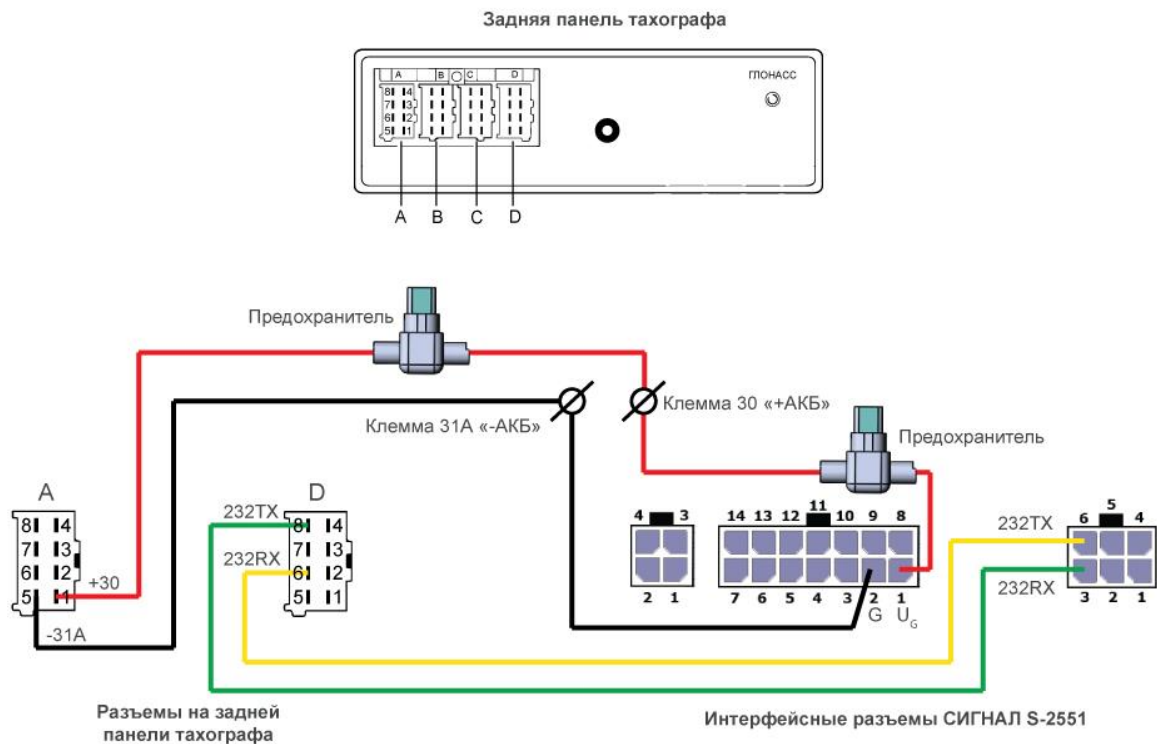 Задняя панель тахографа
A B C D
ГЛОНАСС
8 4
7 3
6 2
5 1
A B C D
Предохранитель
Клемма 31А «-АКБ»
Клемма 30 «+АКБ»
Предохранитель
A
8 4
7 3
6 2
5 1
+30
-31A
D
232TX
232RX
8 4
7 3
6 2
5 1
4 3
2 1
14 13 12 11 10 9 8
7 6 5 4 3 2 1
G UG
232TX
232RX
6 5 4
3 2 1
Разъемы на задней
панели тахографа
Интерфейсные разъемы СИГНАЛ S-2551